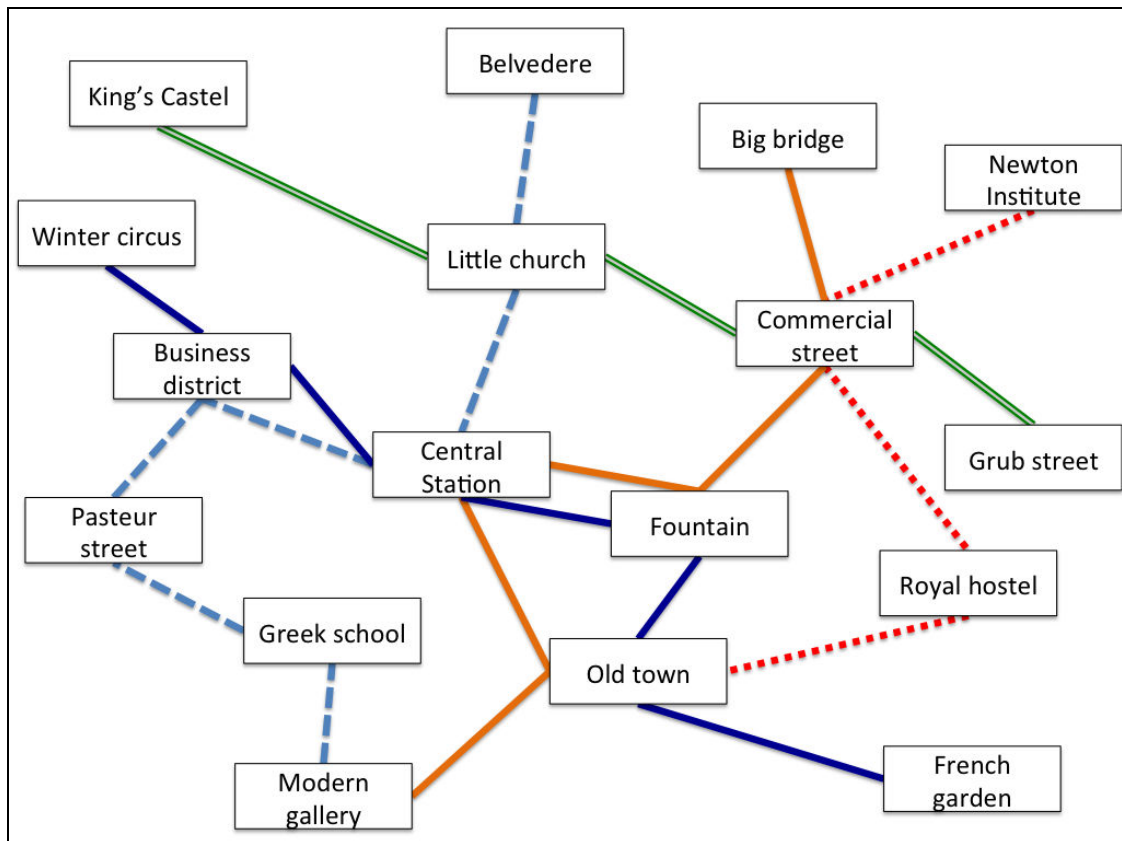 Belvedere
King's Castel
Big bridge
Newton
Institute
Winter circus
Little church
Commercial
street
Business
district
Central
Station
Grub street
Pasteur
street
Fountain
Royal hostel
Greek school
Old town
French
garden
Modern
gallery